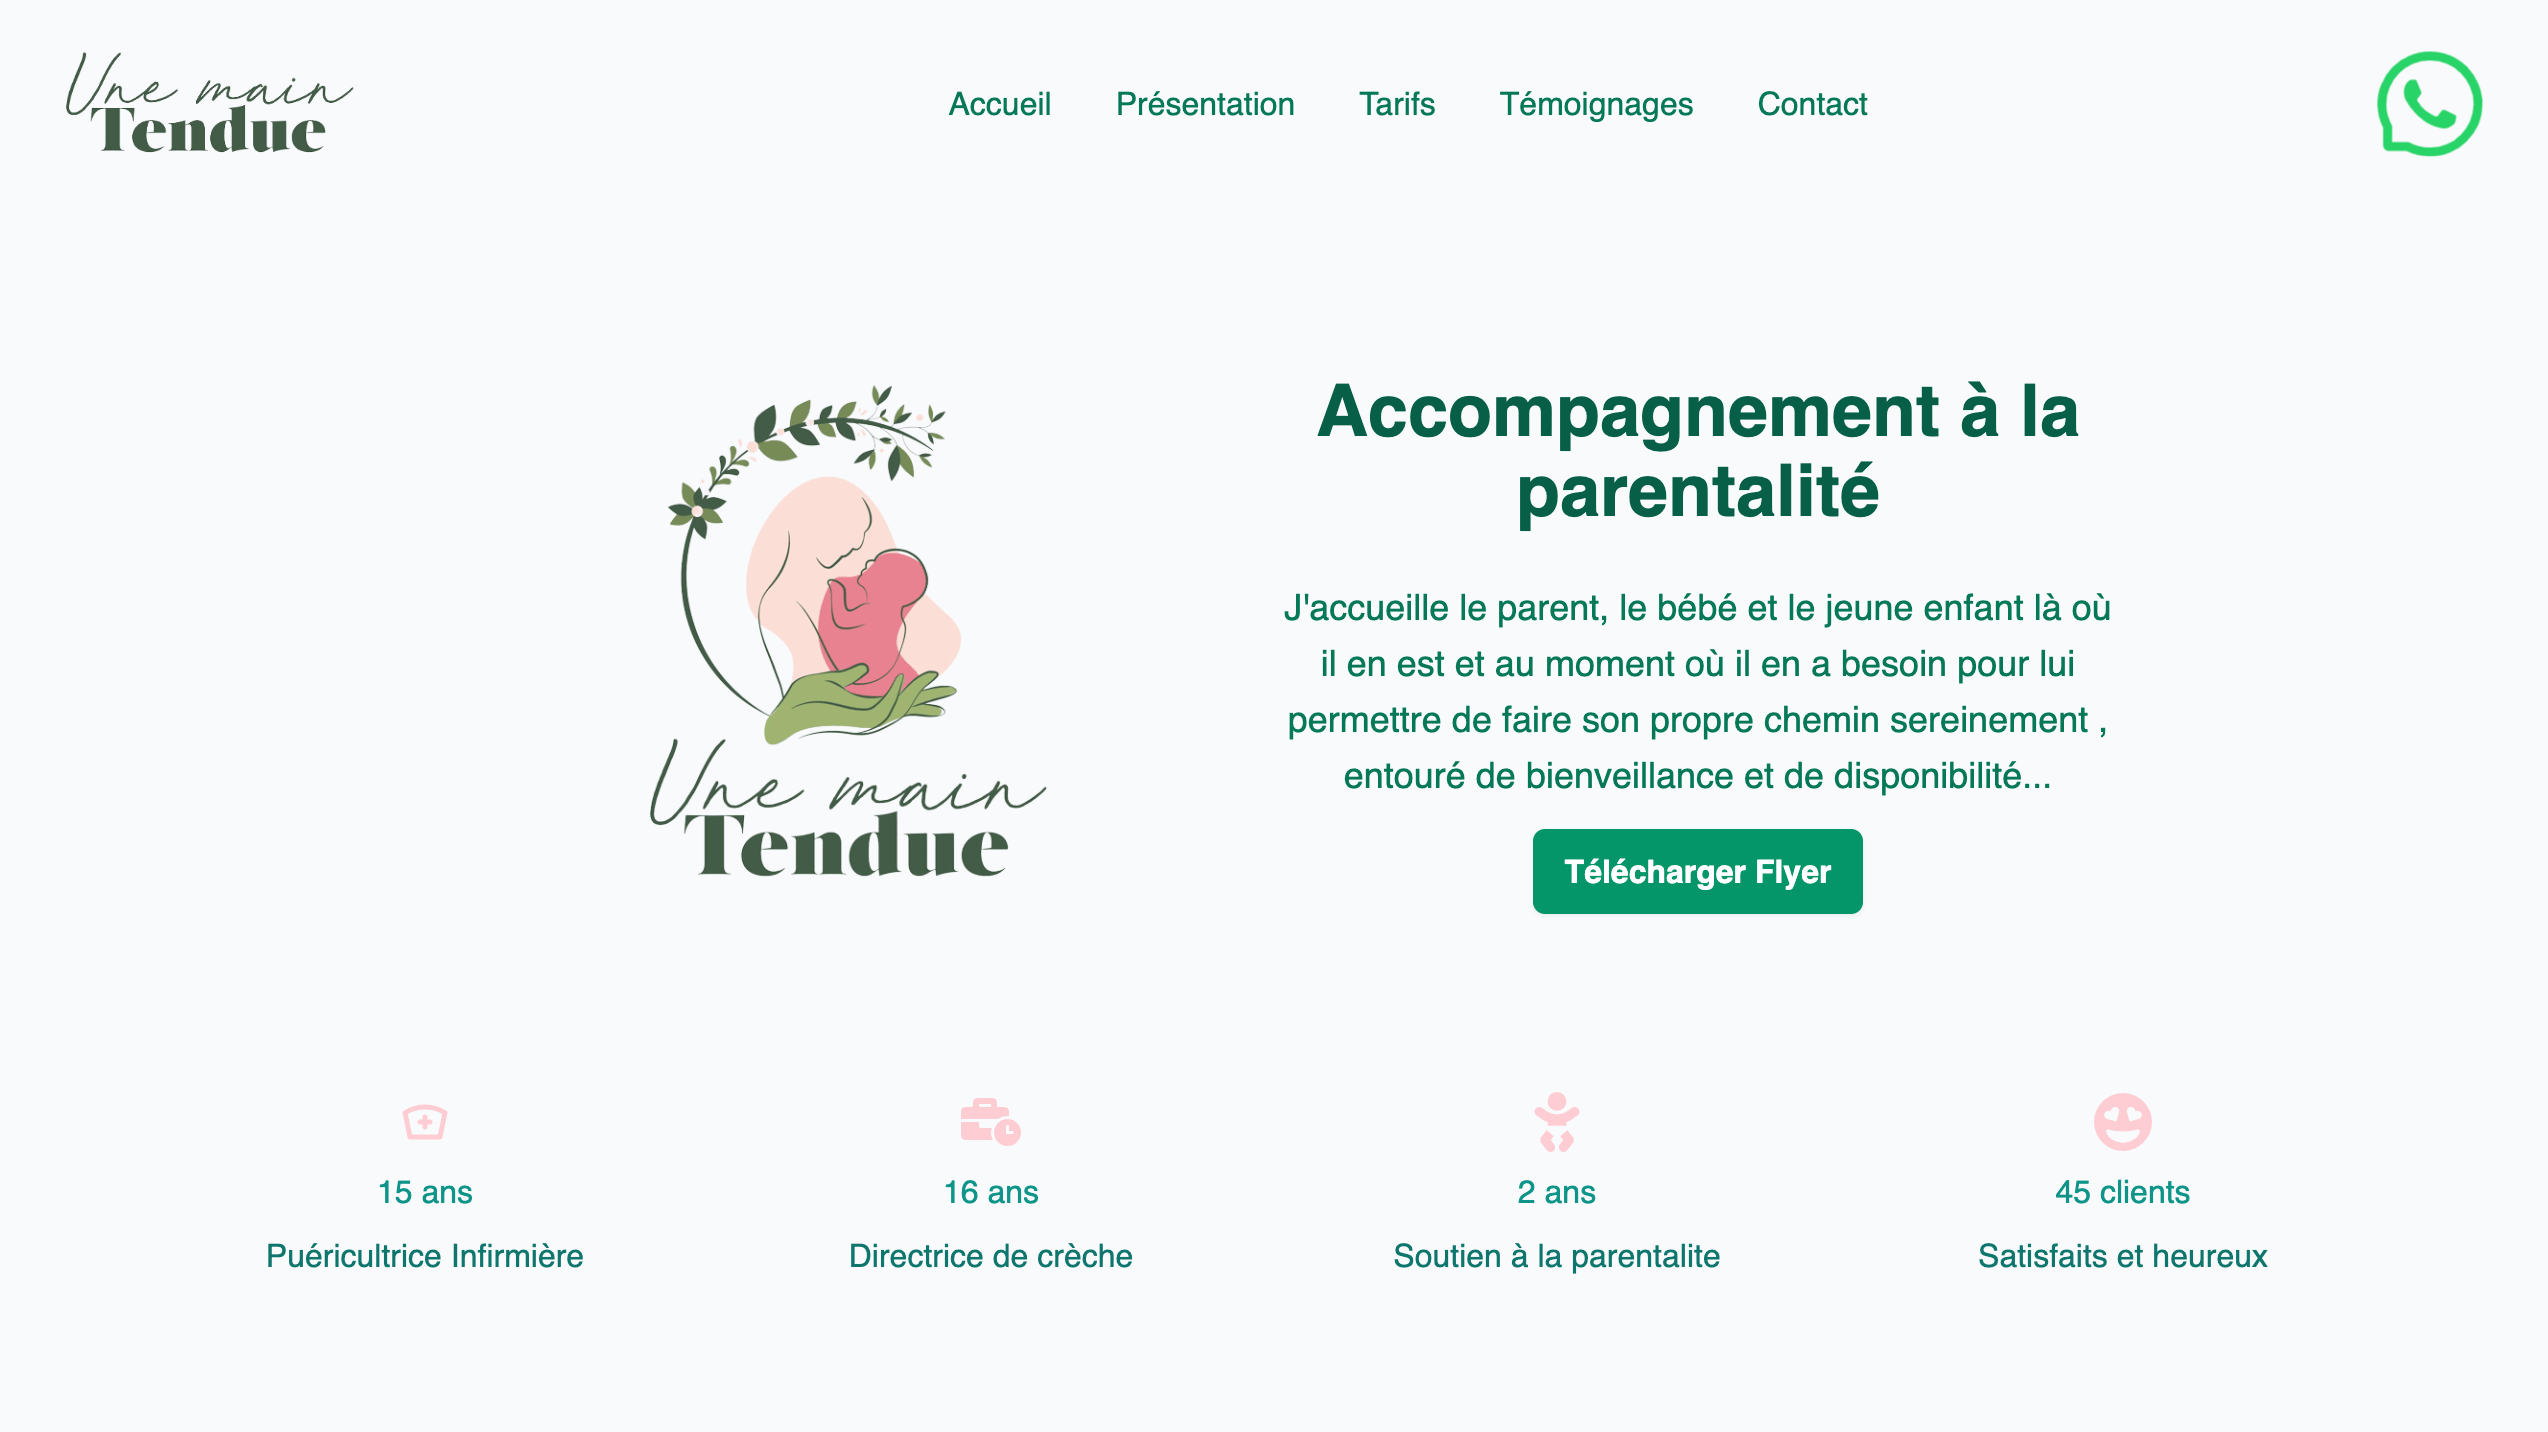 Une main
Tendue
Accueil
Présentation
Tarifs
Témoignages
Contact
Une main
Tendue
Accompagnement à la
parentalité
J'accueille le parent, le bébé et le jeune enfant là où
il en est et au moment où il en a besoin pour lui
permettre de faire son propre chemin sereinement ,
entouré de bienveillance et de disponibilité...
Télécharger Flyer
15 ans
Puéricultrice Infirmière
16 ans
Directrice de crèche
2 ans
Soutien à la parentalite
45 clients
Satisfaits et heureux